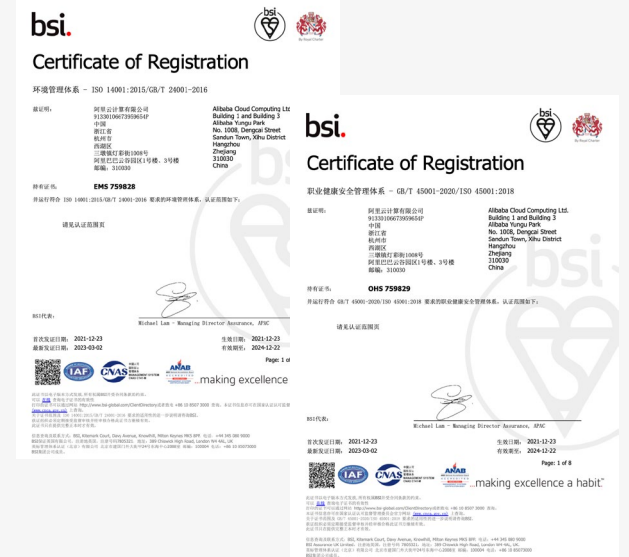 bsi.
bsi
By Royal Charter
Certificate of Registration
环境管理体系 - ISO 14001:2015/GB/T 24001-2016
兹证明:
阿里云计算有限公司
91330106673959654P
中国
浙江省
杭州市
西湖区
三墩镇灯彩街1008号
阿里巴巴云谷园区1号楼、3号楼
邮编: 310030
Alibaba Cloud Computing Ltd
Building 1 and Building 3
Alibaba Yungu Park
No. 1008, Dengcai Street
Sandun Town, Xihu District
Hangzhou
Zhejiang
310030
China
持有证书:
EMS 759828
并运行符合 ISO 14001:2015/GB/T 24001-2016 要求的环境管理体系,认证范围如下:
请见认证范围页
BSI代表:
Michael Lam - Managing Director Assurance, APAC
首次发证日期: 2021-12-23
生效日期: 2021-12-23
最新发证日期: 2023-03-02
有效期至: 2024-12-22
Page: 1 of
IAF
CNAS
ANAB
...making excellence
bsi.
bsi
By Royal Charter
Certificate of Registration
职业健康安全管理体系 - GB/T 45001-2020/ISO 45001:2018
兹证明:
阿里云计算有限公司
91330106673959654P
中国
浙江省
杭州市
西湖区
三墩镇灯彩街1008号
阿里巴巴云谷园区1号楼、3号楼
邮编: 310030
Alibaba Cloud Computing Ltd.
Building 1 and Building 3
Alibaba Yungu Park
No. 1008, Dengcai Street
Sandun Town, Xihu District
Hangzhou
Zhejiang
310030
China
持有证书:
OHS 759829
并运行符合 GB/T 45001-2020/ISO 45001:2018 要求的职业健康安全管理体系,认证范围如下:
请见认证范围页
BSI代表:
Michael Lam - Managing Director Assurance, APAC
首次发证日期: 2021-12-23
生效日期: 2021-12-23
最新发证日期: 2023-03-02
有效期至: 2024-12-22
Page: 1 of 8
IAF
CNAS
ANAB
...making excellence a habit.